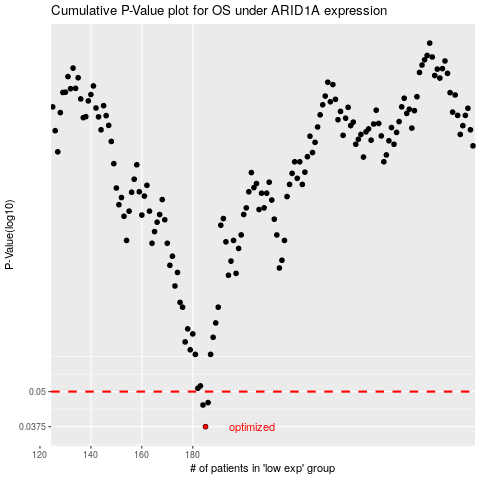 Cumulative P-Value plot for OS under ARID1A expression
P-Value(log10)
0.05
0.0375
optimized
120 140 160 180
# of patients in 'low exp' group